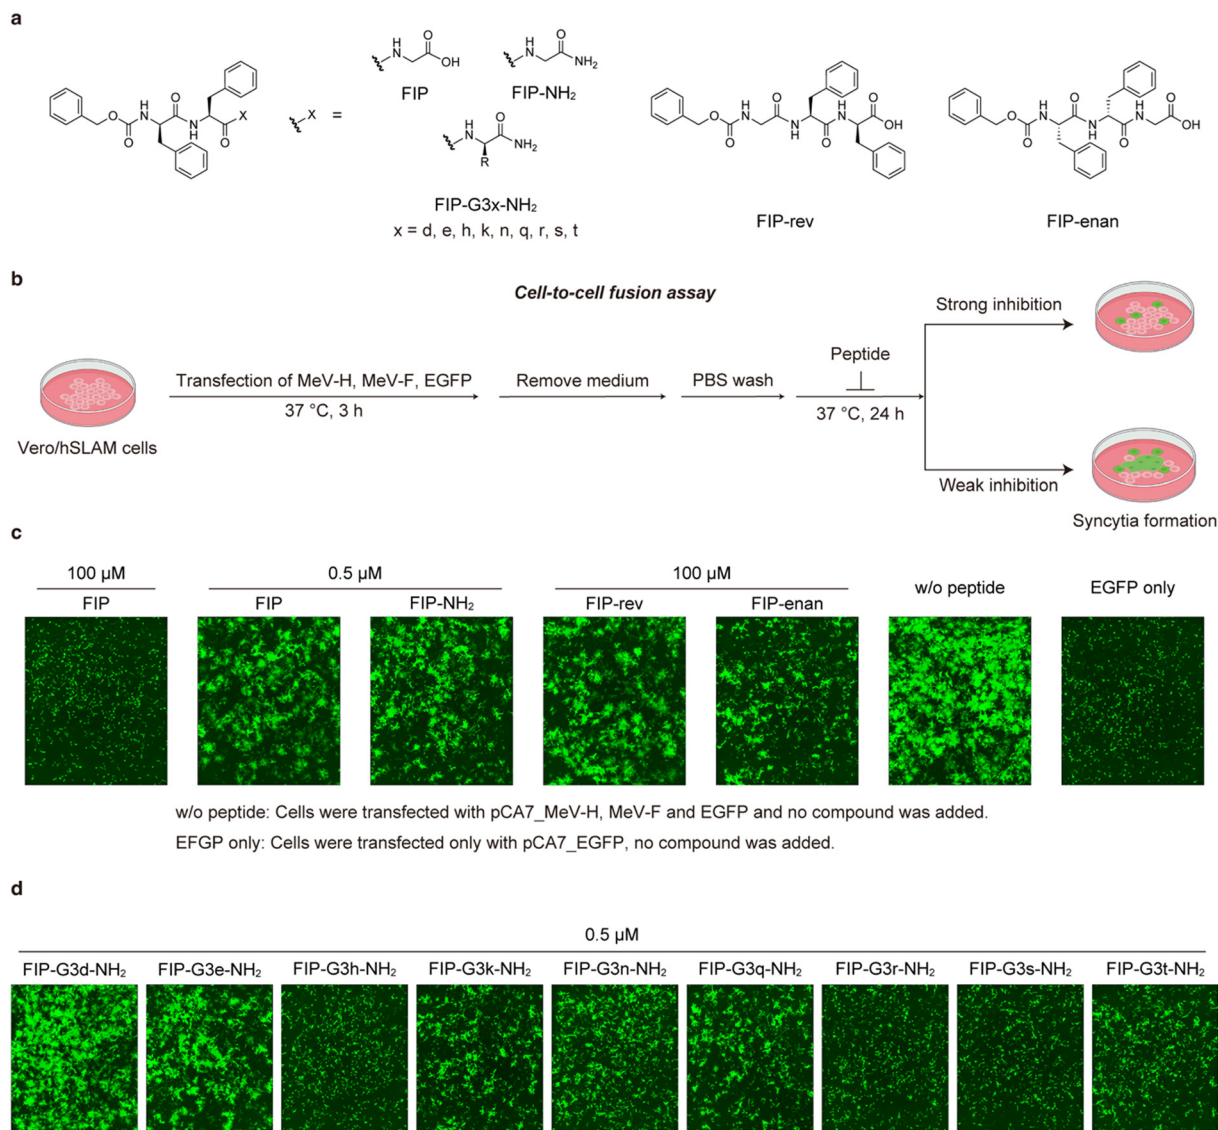 a
FIP
FIP-NH₂
FIP-G3x-NH₂
x = d, e, h, k, n, q, r, s, t
FIP-rev
FIP-enan
X
X =
H
N
O
OH
H
N
O
NH₂
H
N
O
NH₂
R
b
Cell-to-cell fusion assay
Vero/hSLAM cells
Transfection of MeV-H, MeV-F, EGFP
37 °C, 3 h
Remove medium
PBS wash
Peptide
37 °C, 24 h
Strong inhibition
Weak inhibition
Syncytia formation
c
100 µM
0.5 µM
100 µM
w/o peptide
EGFP only
FIP
FIP
FIP-NH₂
FIP-rev
FIP-enan
w/o peptide: Cells were transfected with pCA7_MeV-H, MeV-F and EGFP and no compound was added.
EFGP only: Cells were transfected only with pCA7_EGFP, no compound was added.
d
0.5 µM
FIP-G3d-NH₂ FIP-G3e-NH₂ FIP-G3h-NH₂ FIP-G3k-NH₂ FIP-G3n-NH₂ FIP-G3q-NH₂ FIP-G3r-NH₂ FIP-G3s-NH₂ FIP-G3t-NH₂